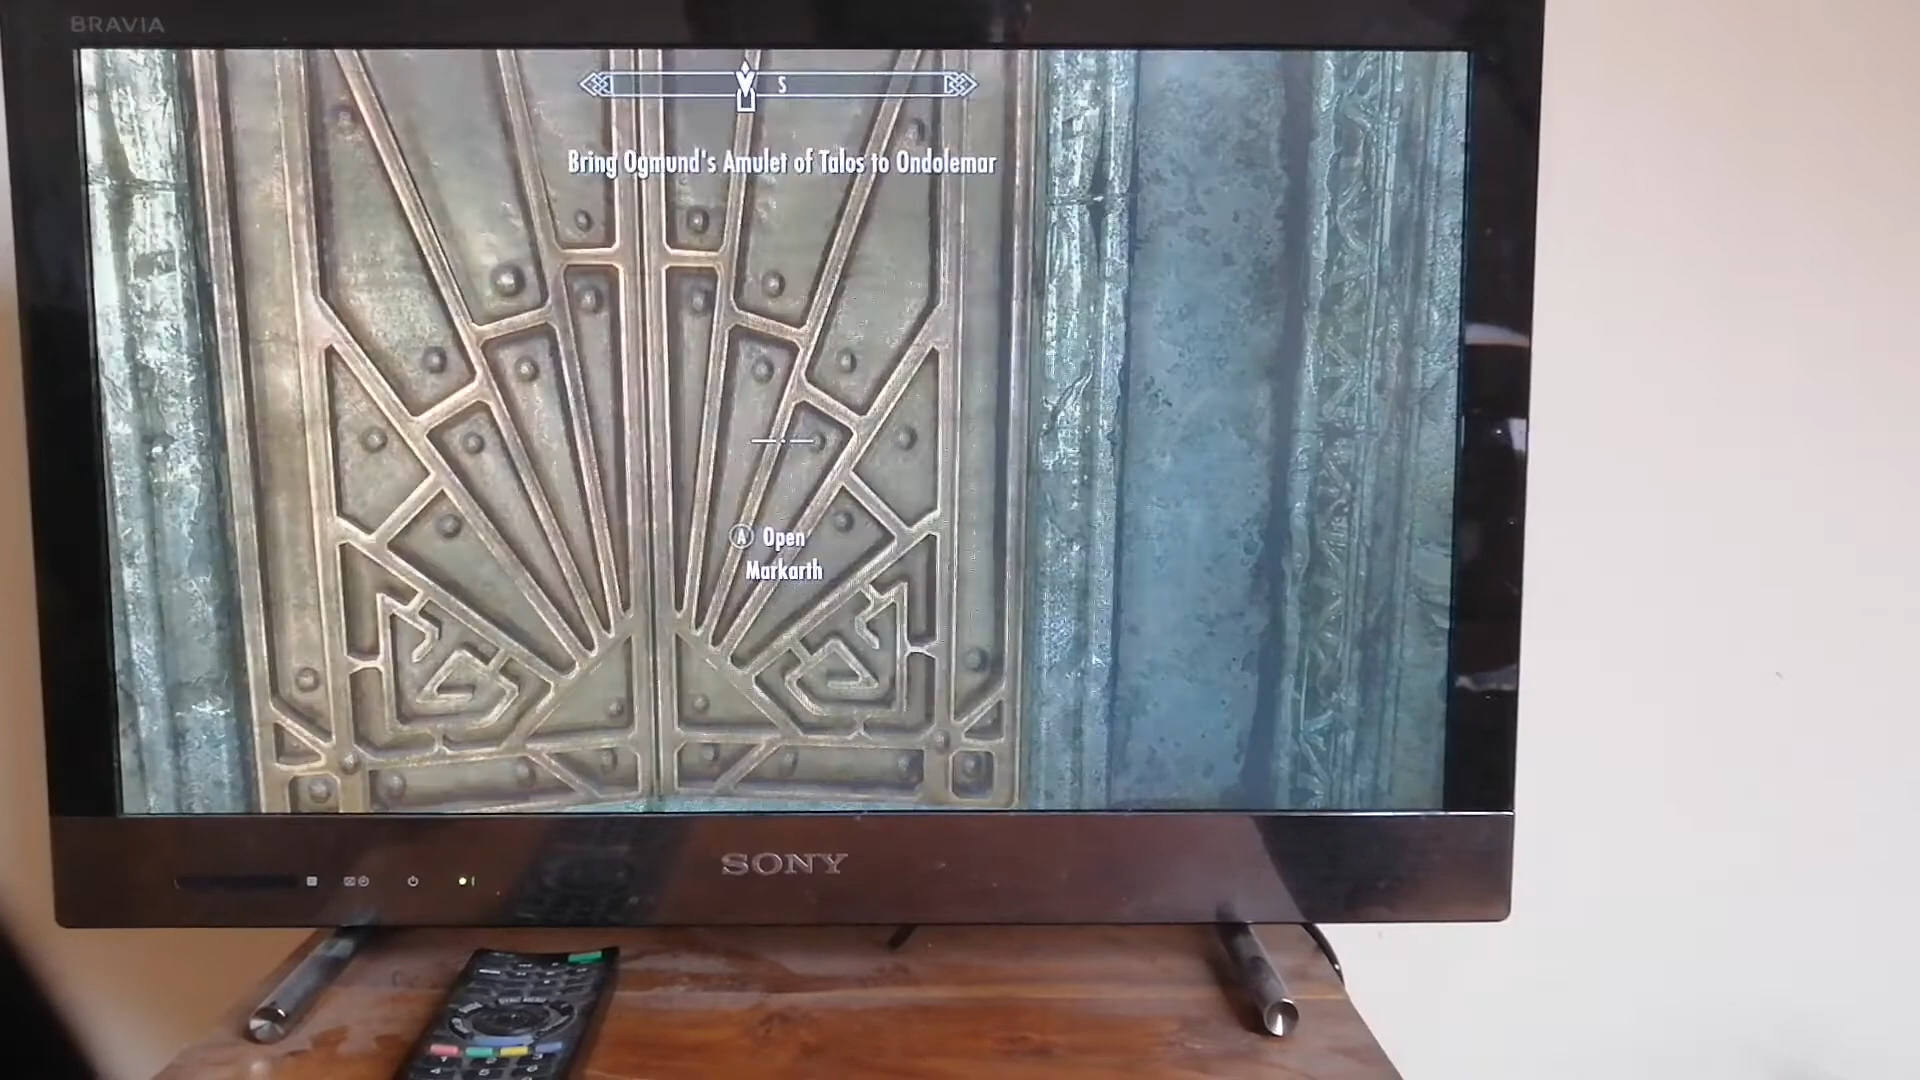 BRAVIA
S
Bring Ogmund's Amulet of Talos to Ondolemar
A Open
Markarth
SONY